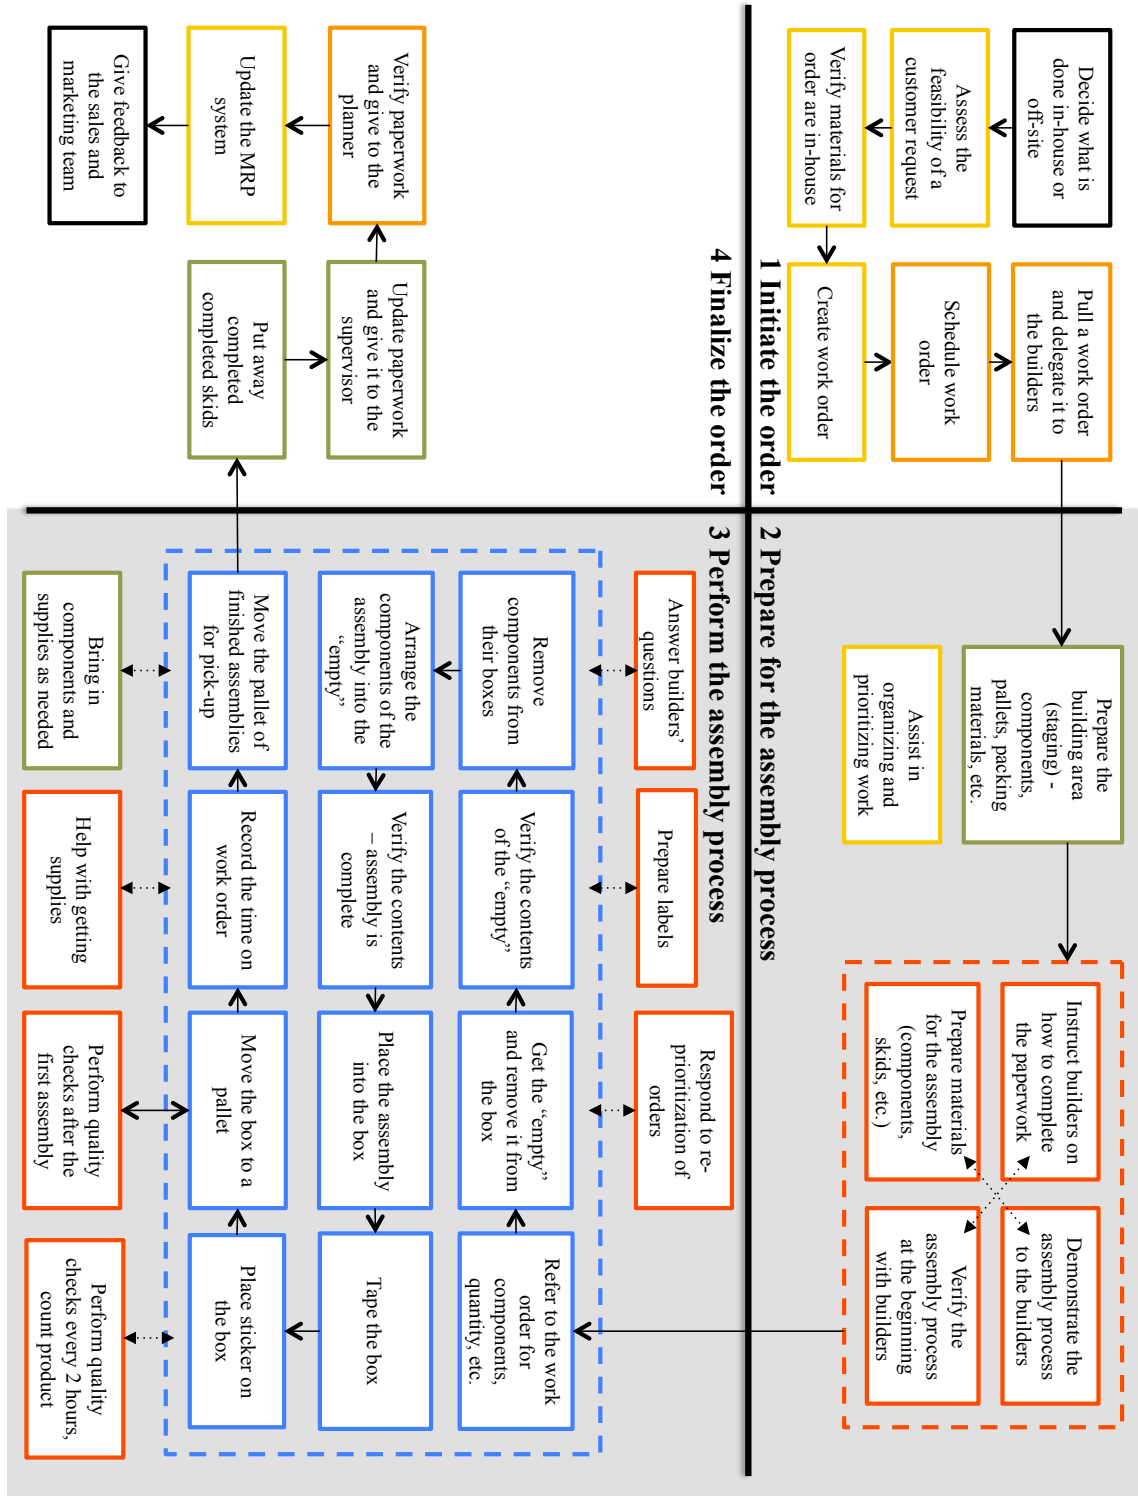 1 Initiate the order
Decide what is
done in-house or
off-site
Assess the
feasibility of a
customer request
Verify materials for
order are in-house
Create work order
Schedule work
order
Pull a work order
and delegate it to
the builders
2 Prepare for the assembly process
Prepare the
building area
(staging) -
components,
pallets, packing
materials, etc.
Assist in
organizing and
prioritizing work
Instruct builders on
how to complete
the paperwork
Demonstrate the
assembly process
to the builders
Prepare materials
for the assembly
(components,
skids, etc.)
Verify the
assembly process
at the beginning
with builders
3 Perform the assembly process
Answer builders’
questions
Prepare labels
Respond to re-
prioritization of
orders
Refer to the work
order for
components,
quantity, etc.
Get the “empty”
and remove it from
the box
Verify the contents
of the “empty”
Remove
components from
their boxes
Arrange the
components of the
assembly into the
“empty”
Verify the contents
– assembly is
complete
Place the assembly
into the box
Tape the box
Place sticker on
the box
Move the box to a
pallet
Record the time on
work order
Move the pallet of
finished assemblies
for pick-up
Bring in
components and
supplies as needed
Help with getting
supplies
Perform quality
checks after the
first assembly
Perform quality
checks every 2 hours,
count product
4 Finalize the order
Put away
completed
completed skids
Update paperwork
and give it to the
supervisor
Verify paperwork
and give to the
planner
Update the MRP
system
Give feedback to
the sales and
marketing team